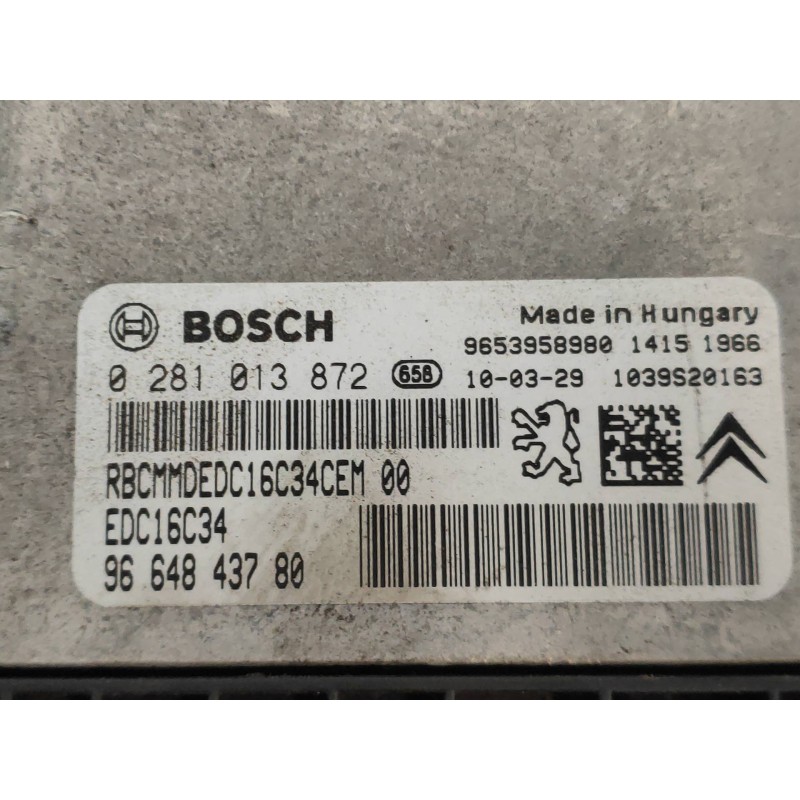 BOSCH
Made in Hungary
9653958980 1415 1966
0 281 013 872 658 10-03-29 1039S20163
RBCMMDEDC16C34CEM 00
EDC16C34
96 648 437 80